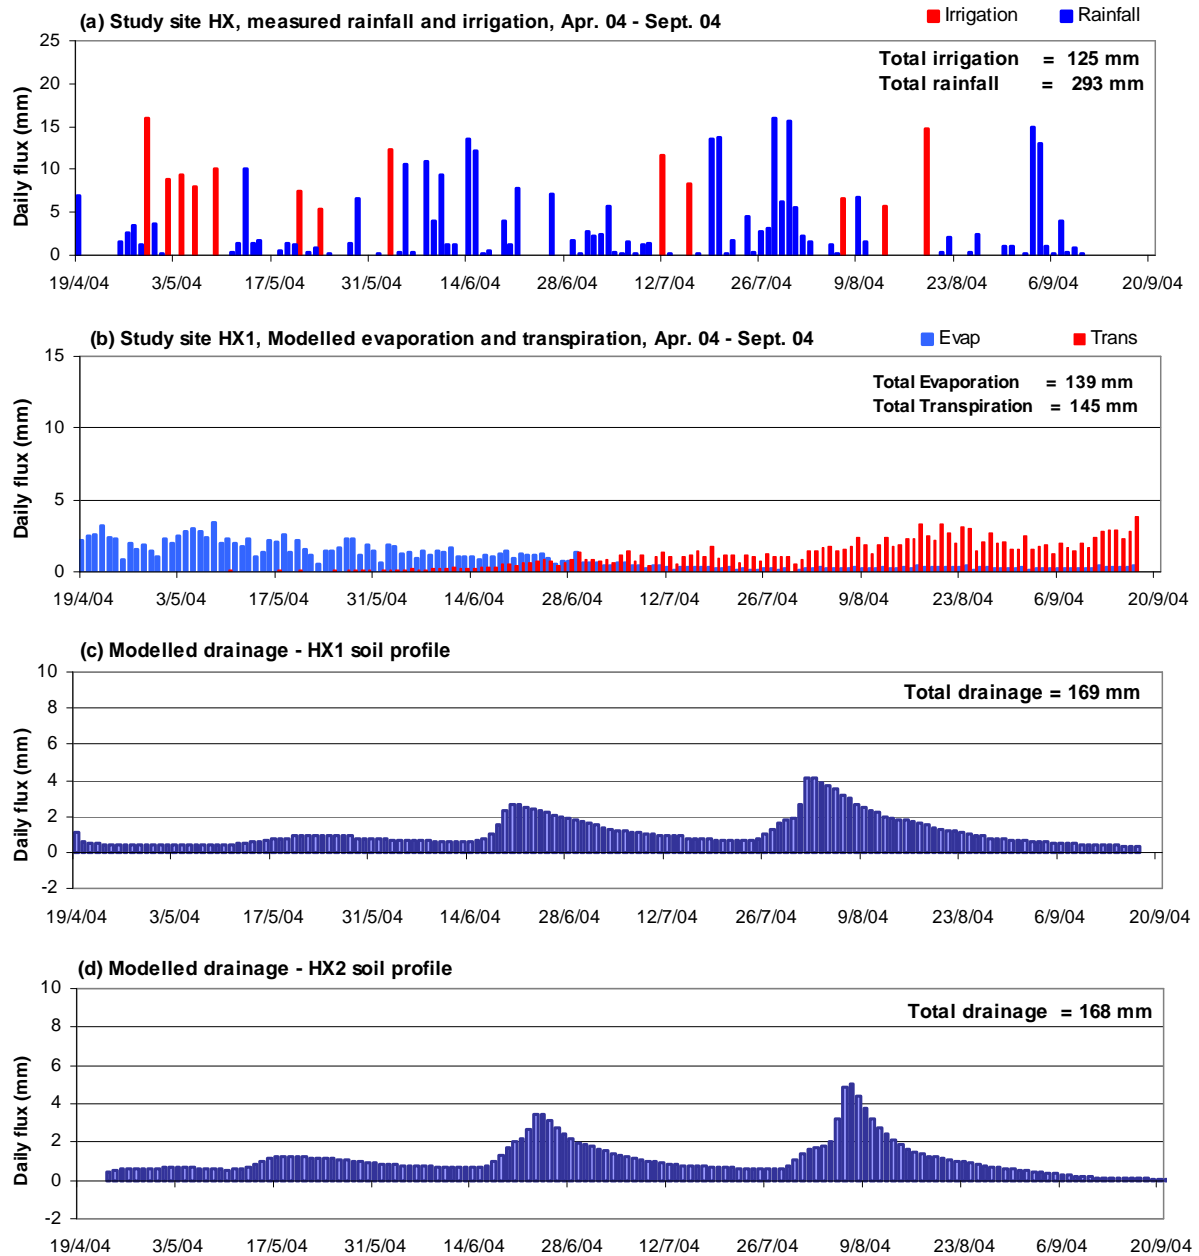 (a) Study site HX, measured rainfall and irrigation, Apr. 04 - Sept. 04
Irrigation Rainfall
Total irrigation = 125 mm
Total rainfall = 293 mm
Daily flux (mm)
25
20
15
10
5
0
19/4/04 3/5/04 17/5/04 31/5/04 14/6/04 28/6/04 12/7/04 26/7/04 9/8/04 23/8/04 6/9/04 20/9/04
(b) Study site HX1, Modelled evaporation and transpiration, Apr. 04 - Sept. 04
Evap Trans
Total Evaporation = 139 mm
Total Transpiration = 145 mm
Daily flux (mm)
15
10
5
0
19/4/04 3/5/04 17/5/04 31/5/04 14/6/04 28/6/04 12/7/04 26/7/04 9/8/04 23/8/04 6/9/04 20/9/04
(c) Modelled drainage - HX1 soil profile
Total drainage = 169 mm
Daily flux (mm)
10
8
6
4
2
0
-2
19/4/04 3/5/04 17/5/04 31/5/04 14/6/04 28/6/04 12/7/04 26/7/04 9/8/04 23/8/04 6/9/04 20/9/04
(d) Modelled drainage - HX2 soil profile
Total drainage = 168 mm
Daily flux (mm)
10
8
6
4
2
0
-2
19/4/04 3/5/04 17/5/04 31/5/04 14/6/04 28/6/04 12/7/04 26/7/04 9/8/04 23/8/04 6/9/04 20/9/04